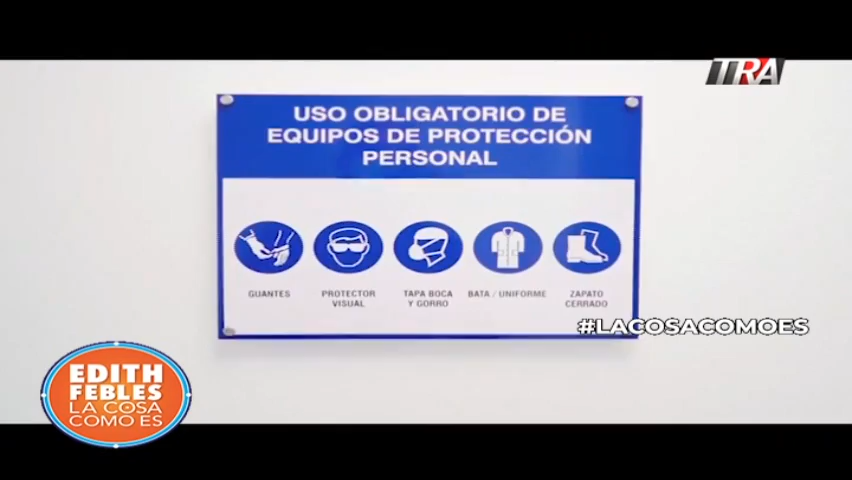 TRA
USO OBLIGATORIO DE
EQUIPOS DE PROTECCIÓN
PERSONAL
GUANTES
PROTECTOR
VISUAL
TAPA BOCA
Y GORRO
BATA / UNIFORME
ZAPATO
CERRADO
#LACOSACOMOES
EDITH
FEBLES
LA COSA
COMO ES